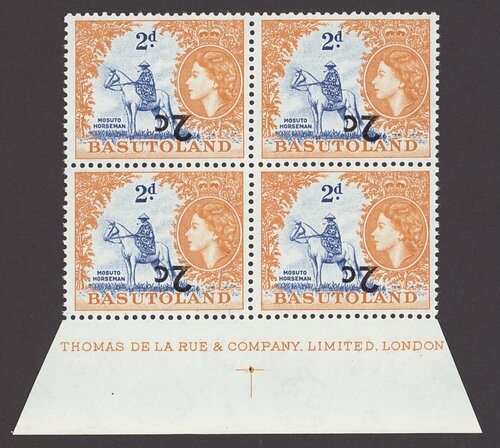 2d
2c
MOSUTO
HORSEMAN
BASUTOLAND
2d
2c
MOSUTO
HORSEMAN
BASUTOLAND
2d
2c
MOSUTO
HORSEMAN
BASUTOLAND
2d
2c
MOSUTO
HORSEMAN
BASUTOLAND
THOMAS DE LA RUE & COMPANY, LIMITED, LONDON